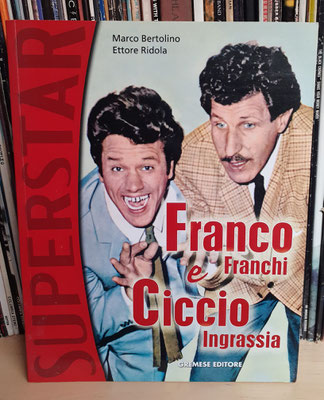 Marco Bertolino
Ettore Ridola
SUPERSTAR
Franco
Franchi
e
Ciccio
Ingrassia
GREMESE EDITORE